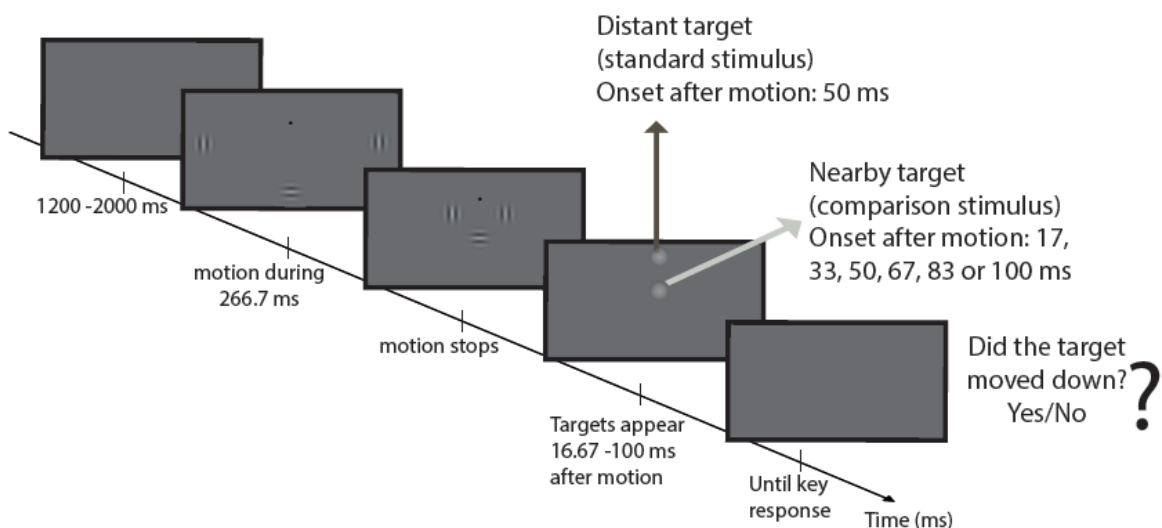 Distant target
(standard stimulus)
Onset after motion: 50 ms
Nearby target
(comparison stimulus)
Onset after motion: 17,
33, 50, 67, 83 or 100 ms
1200 -2000 ms
motion during
266.7 ms
motion stops
Targets appear
16.67 -100 ms
after motion
Until key
response
Time (ms)
Did the target
moved down?
Yes/No
?